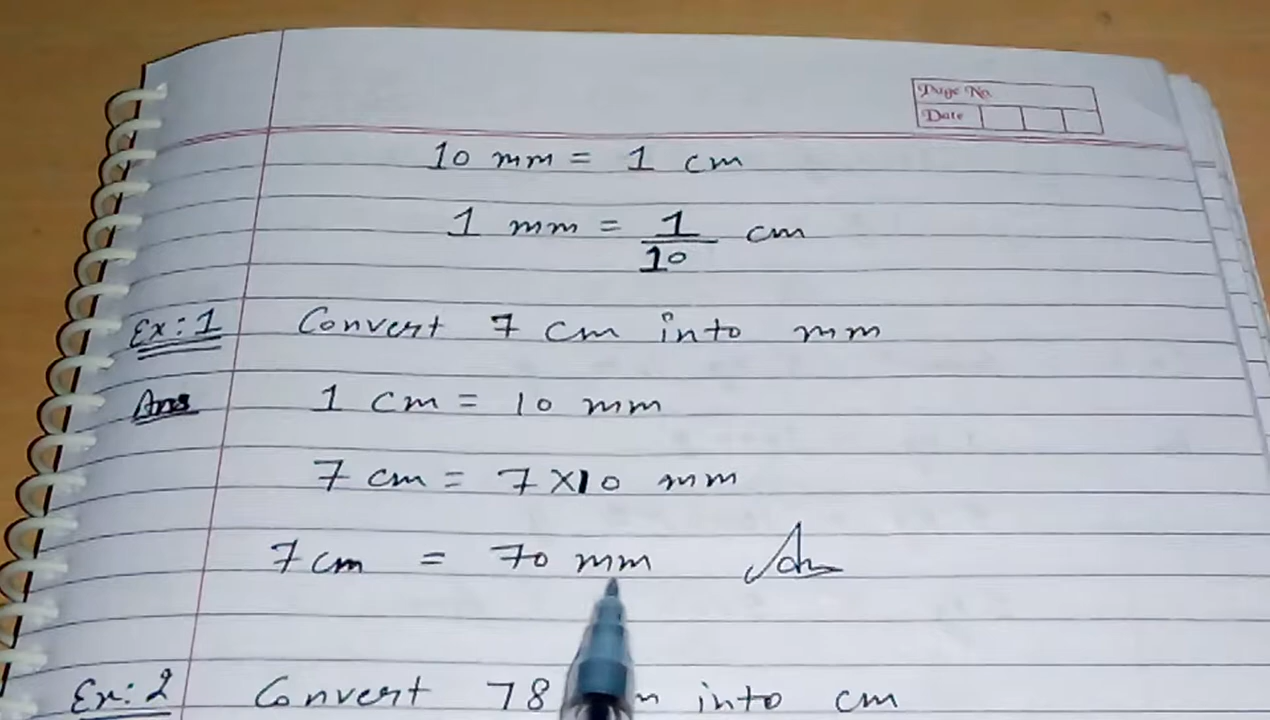 Page No.
Date
10 mm = 1 cm
1 mm = 1/10 cm
Ex:1 Convert 7 cm into mm
Ans 1 cm = 10 mm
7 cm = 7×10 mm
7 cm = 70 mm Ans
Ex:2 Convert 78 into cm